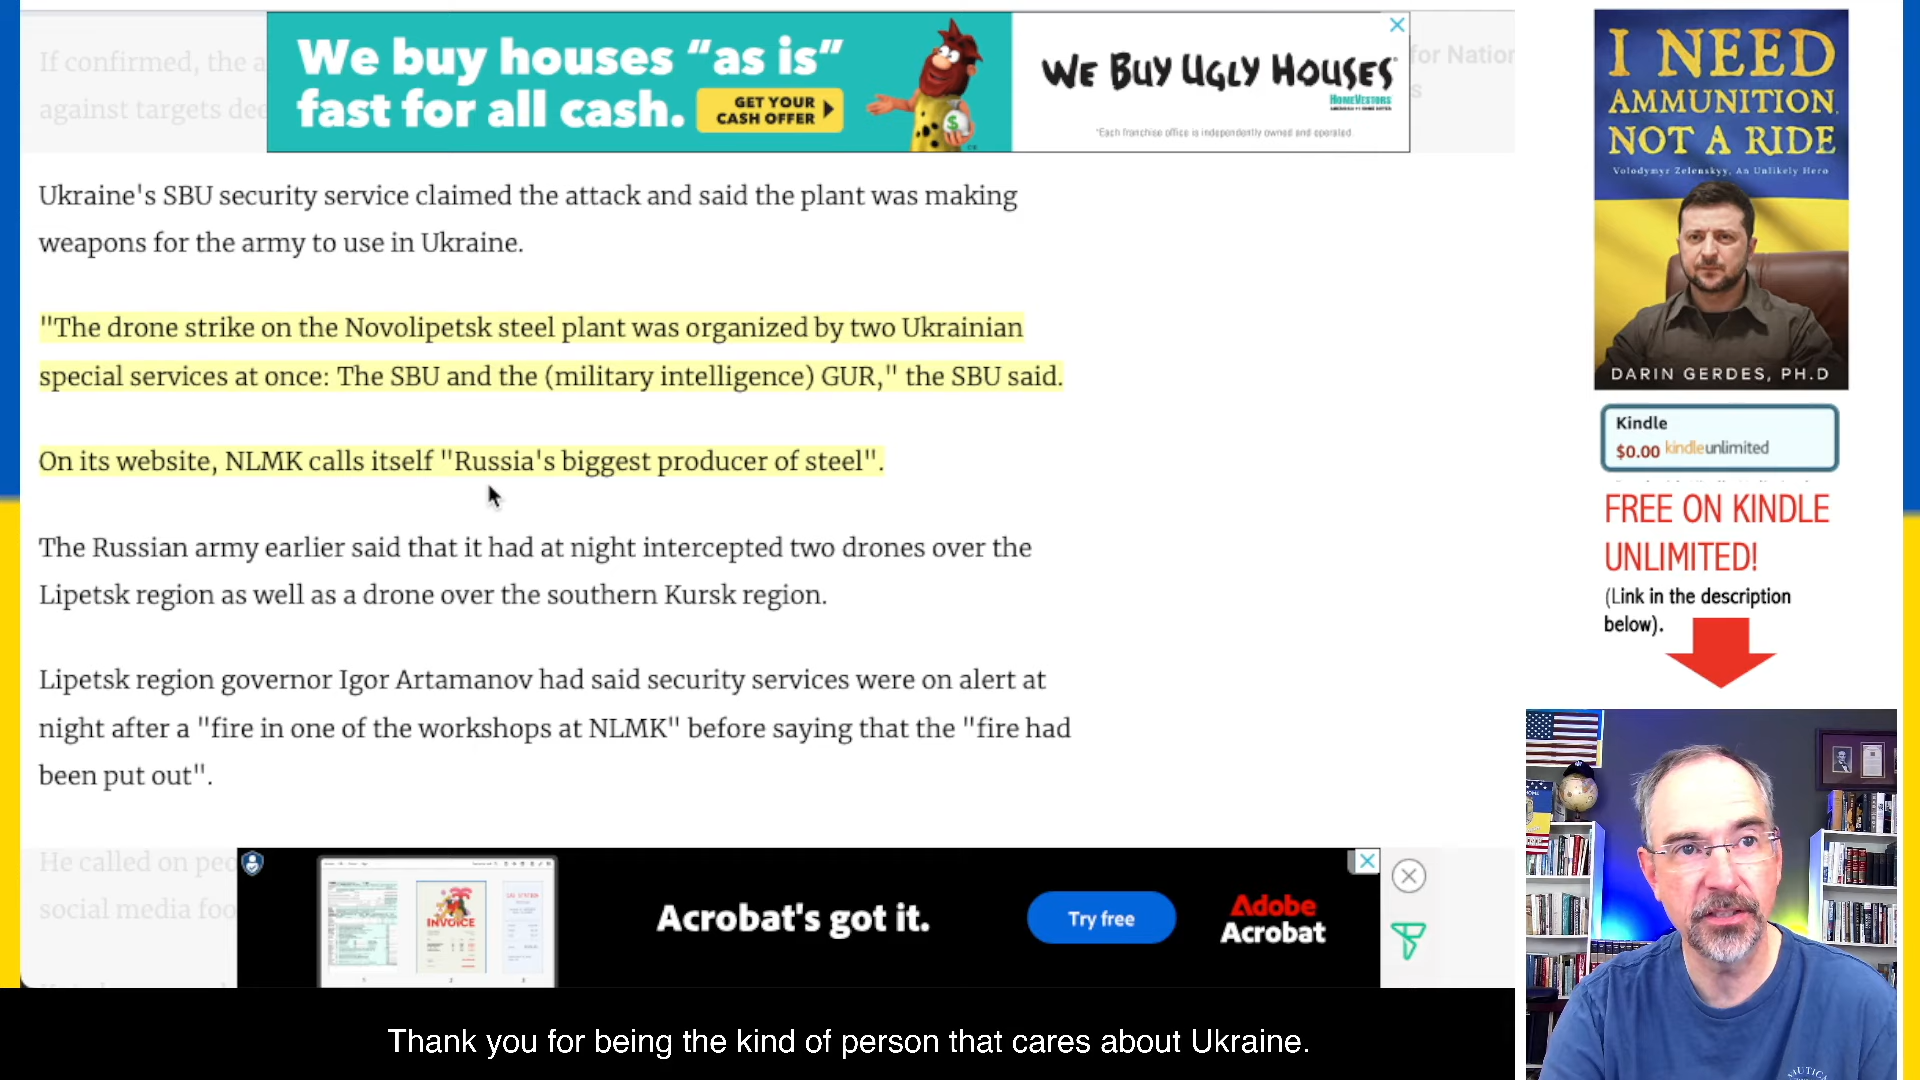 If confirmed, the a
against targets dee
We buy houses “as is”
fast for all cash.
GET YOUR
CASH OFFER
WE BUY UGLY HOUSES
HOMEVESTORS
*Each franchise office is independently owned and operated.
for Nation
s
Ukraine's SBU security service claimed the attack and said the plant was making
weapons for the army to use in Ukraine.
"The drone strike on the Novolipetsk steel plant was organized by two Ukrainian
special services at once: The SBU and the (military intelligence) GUR," the SBU said.
On its website, NLMK calls itself "Russia's biggest producer of steel".
The Russian army earlier said that it had at night intercepted two drones over the
Lipetsk region as well as a drone over the southern Kursk region.
Lipetsk region governor Igor Artamanov had said security services were on alert at
night after a "fire in one of the workshops at NLMK" before saying that the "fire had
been put out".
He called on peo
social media foo
INVOICE
Acrobat's got it.
Try free
Adobe
Acrobat
Thank you for being the kind of person that cares about Ukraine.
I NEED
AMMUNITION,
NOT A RIDE
Volodymyr Zelenskyy, An Unlikely Hero
DARIN GERDES, PH.D
Kindle
$0.00 kindleunlimited
FREE ON KINDLE
UNLIMITED!
(Link in the description
below).